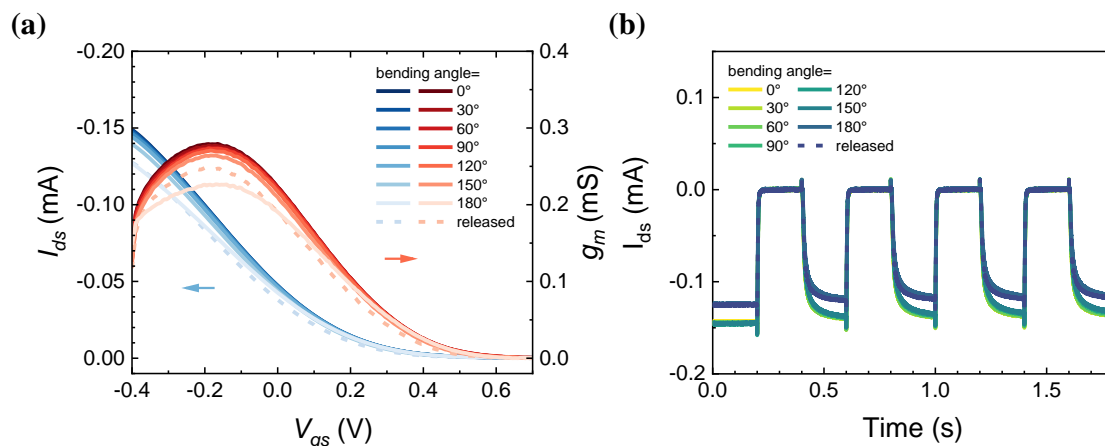 (a)
-0.20
-0.15
-0.10
-0.05
0.00
I_ds (mA)
-0.4 -0.2 0.0 0.2 0.4 0.6
V_gs (V)
0.4
0.3
0.2
0.1
0.0
g_m (mS)
bending angle=
0°
30°
60°
90°
120°
150°
180°
released
(b)
0.1
0.0
-0.1
-0.2
I_ds (mA)
0.0 0.5 1.0 1.5
Time (s)
bending angle=
0° 120°
30° 150°
60° 180°
90° released